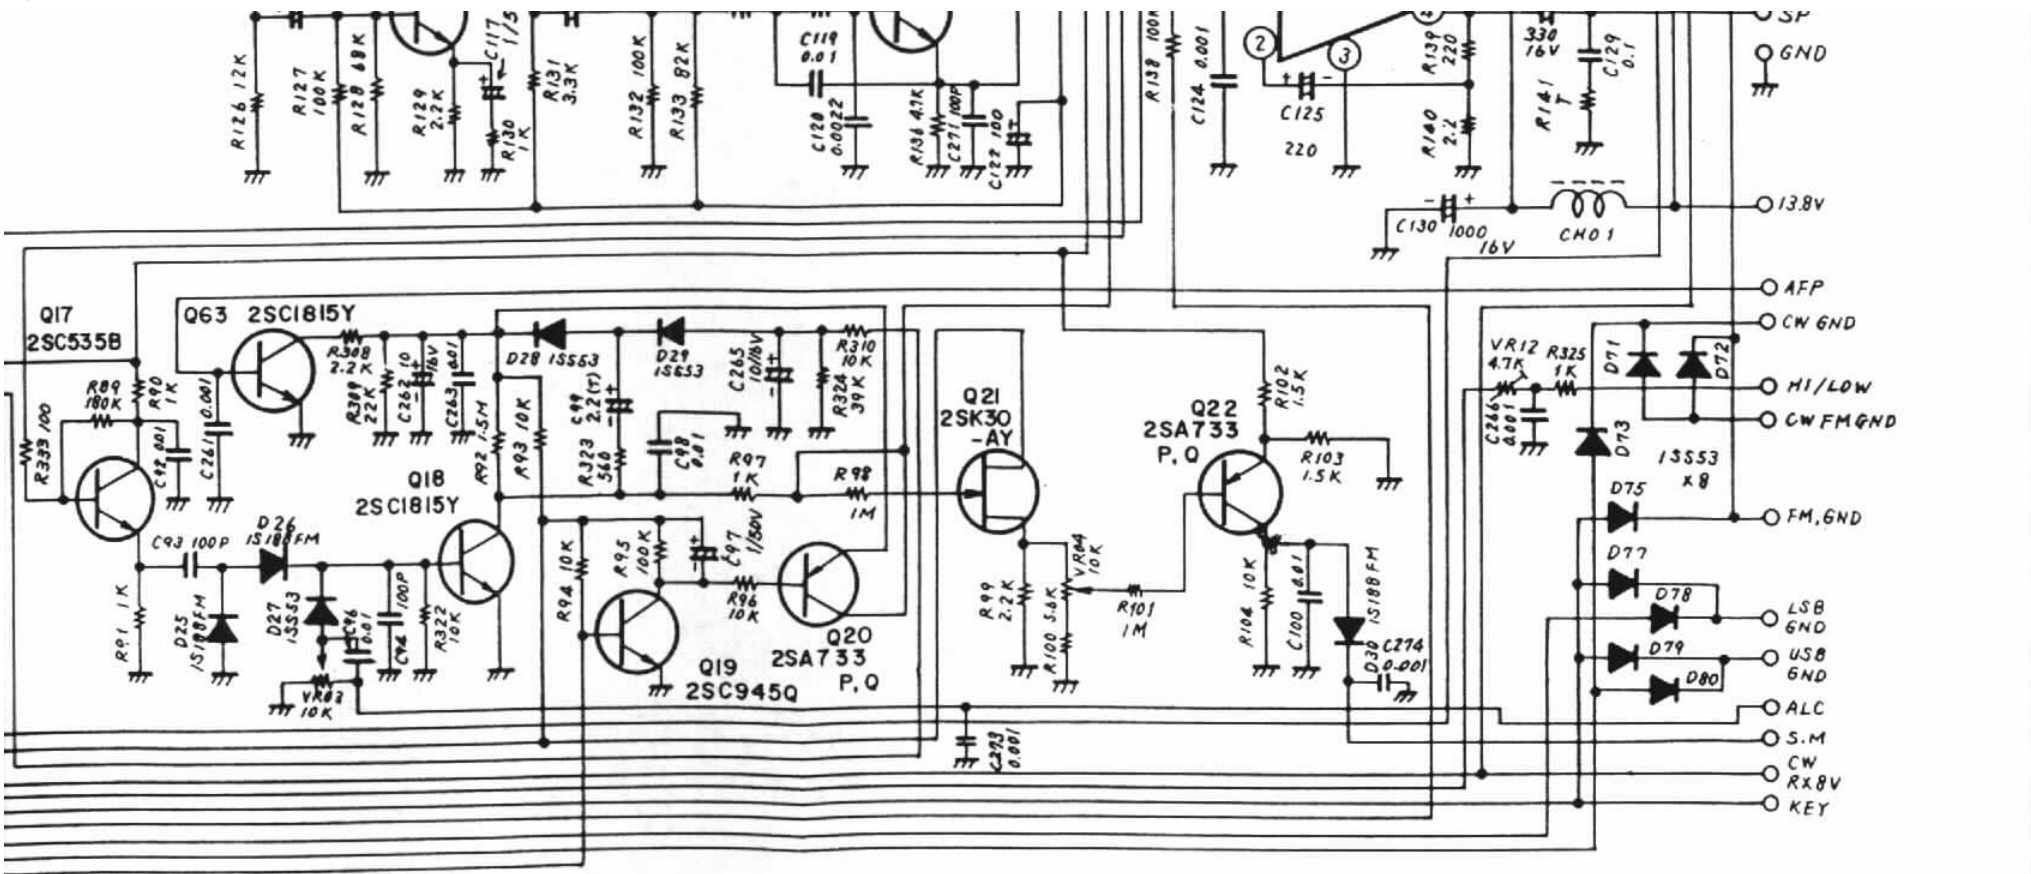 R126 12K
R127
100K
R128 68K
R129
2.2K
C117
1/5
R130
1K
R131
3.3K
R132 100K
R133 82K
C119
0.01
C120
0.0022
R136 4.7K
C271 100P
C122 100
R138 100K
C124 0.001
2
3
4
C125
220
R139
220
R140
2.2
330
16V
R141
C129
0.1
SP
GND
C130 1000
16V
CH01
13.8V
AFP
CW GND
HI/LOW
CW FM GND
FM, GND
LSB
GND
USB
GND
ALC
S.M
CW
RX8V
KEY
Q17
2SC535B
Q63 2SC1815Y
R89
180K
R90
1K
R333 100
C92 0.01
C261 0.001
R308
2.2K
R309
22K
C262 10
16V
C263 0.01
D28 1SS53
D29
1SS53
C99
2.2(T)
R323
560
C98
0.01
C265
10/16V
R310
10K
R324
39K
R92 1.5M
R93 10K
Q18
2SC1815Y
R97
1K
R98
1M
C93 100P
D26
1S188FM
R91 1K
D25
1S188FM
D27
1SS53
C96
0.01
C94
100P
R322
10K
VR03
10K
R94 10K
R95
100K
C97
1/50V
R96
10K
Q19
2SC945Q
Q20
2SA733
P,Q
Q21
2SK30
-AY
Q22
2SA733
P,Q
R102
1.5K
R103
1.5K
R99
2.2K
R100 5.6K
VR04
10K
R101
1M
R104 10K
C100 0.01
1S188FM
D30
C274
0.001
C273
0.001
VR12
4.7K
R325
1K
C266
0.001
D71
D72
D73
1SS53
x8
D75
D77
D78
D79
D80